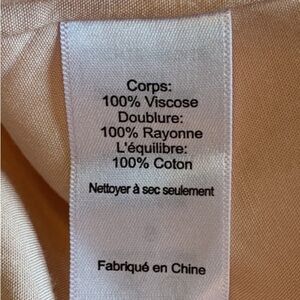 Corps:
100% Viscose
Doublure:
100% Rayonne
L'équilibre:
100% Coton
Nettoyer à sec seulement
Fabriqué en Chine